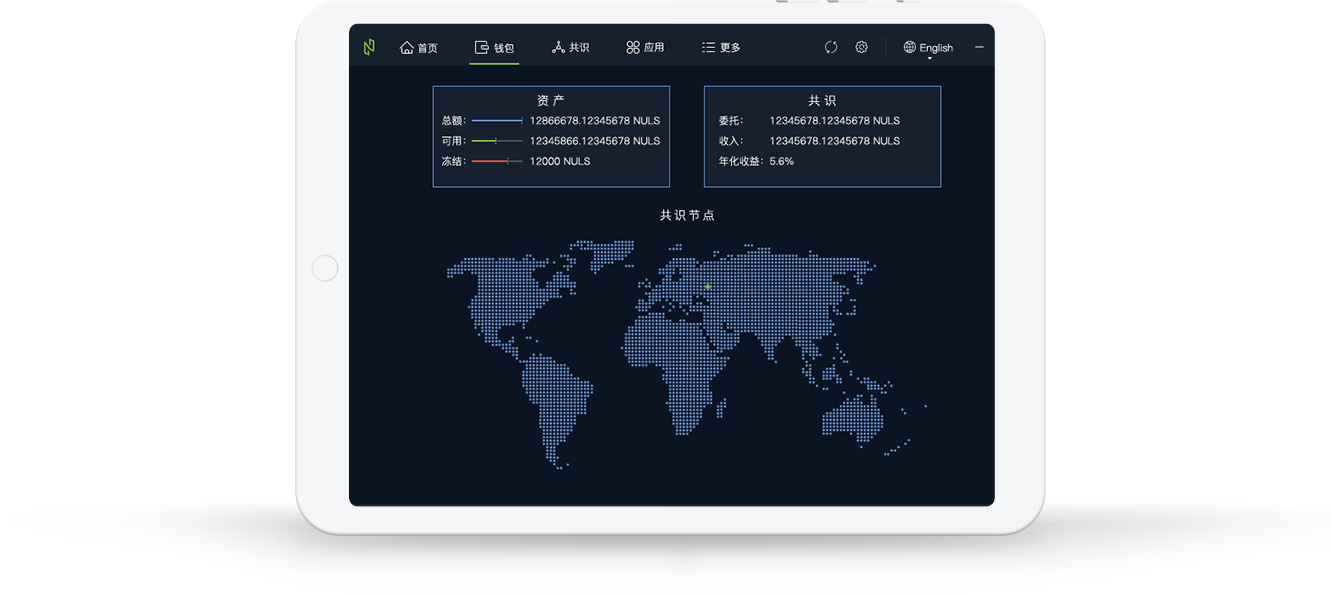 首页 钱包 共识 应用 更多 English
资产
总额： 12866678.12345678 NULS
可用： 12345866.12345678 NULS
冻结： 12000 NULS
共识
委托： 12345678.12345678 NULS
收入： 12345678.12345678 NULS
年化收益： 5.6%
共识节点